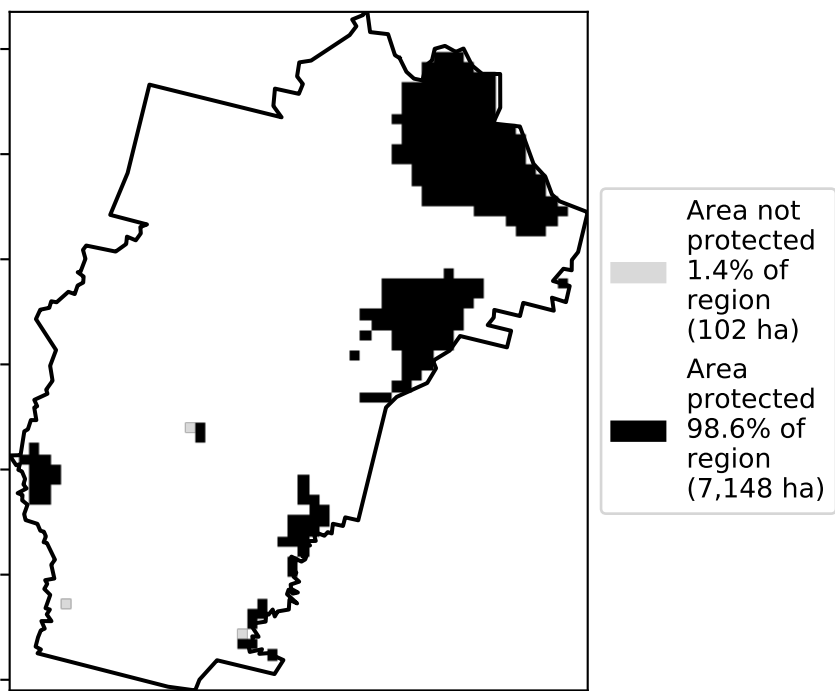 Area not
protected
1.4% of
region
(102 ha)
Area
protected
98.6% of
region
(7,148 ha)